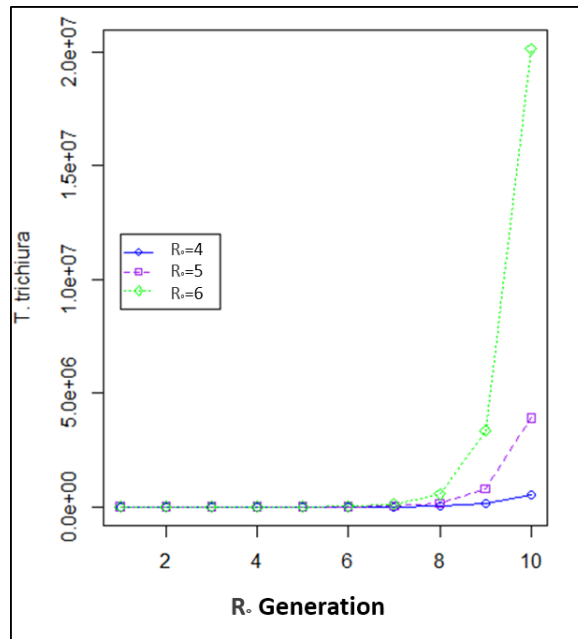 2.0e+07
1.5e+07
1.0e+07
5.0e+06
0.0e+00
T. trichiura
R₀=4
R₀=5
R₀=6
2 4 6 8 10
R₀ Generation